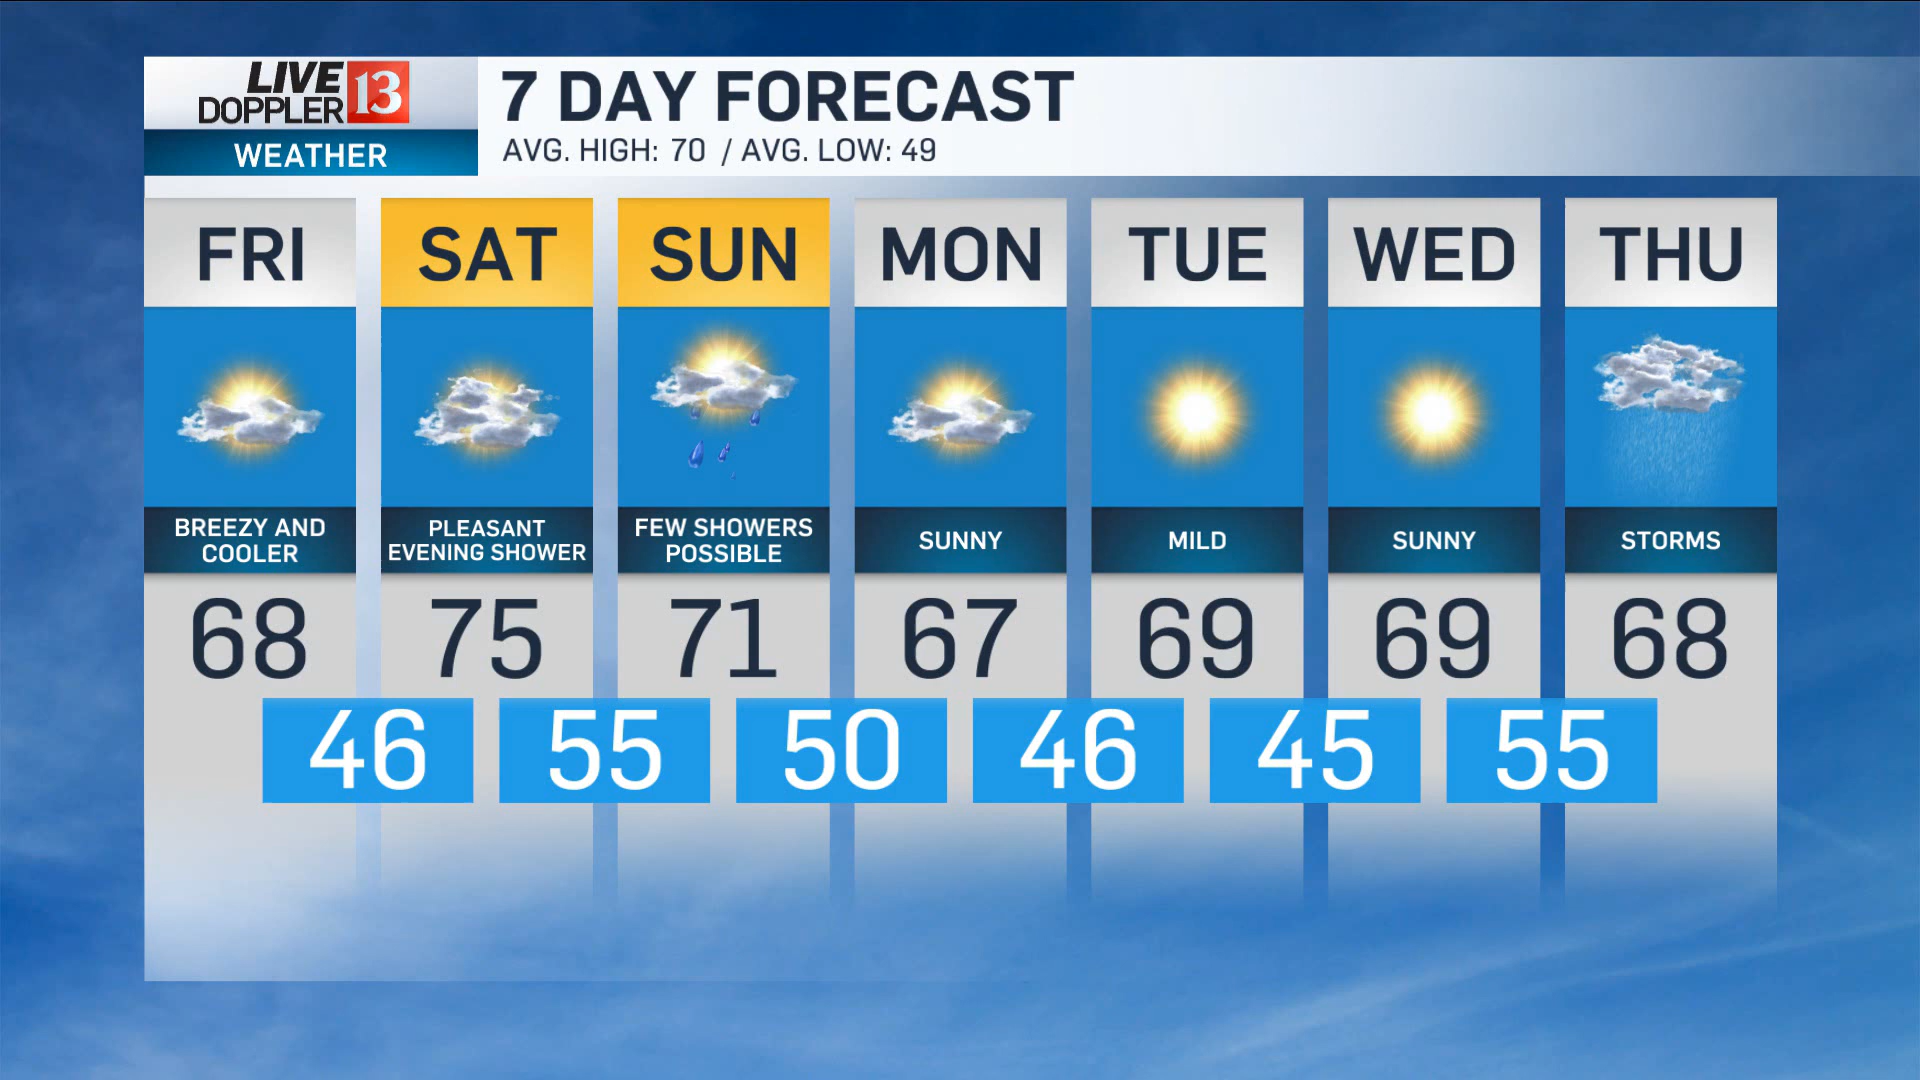 LIVE
DOPPLER 13
WEATHER
7 DAY FORECAST
AVG. HIGH: 70 / AVG. LOW: 49
FRI
SAT
SUN
MON
TUE
WED
THU
BREEZY AND
COOLER
PLEASANT
EVENING SHOWER
FEW SHOWERS
POSSIBLE
SUNNY
MILD
SUNNY
STORMS
68
75
71
67
69
69
68
46
55
50
46
45
55